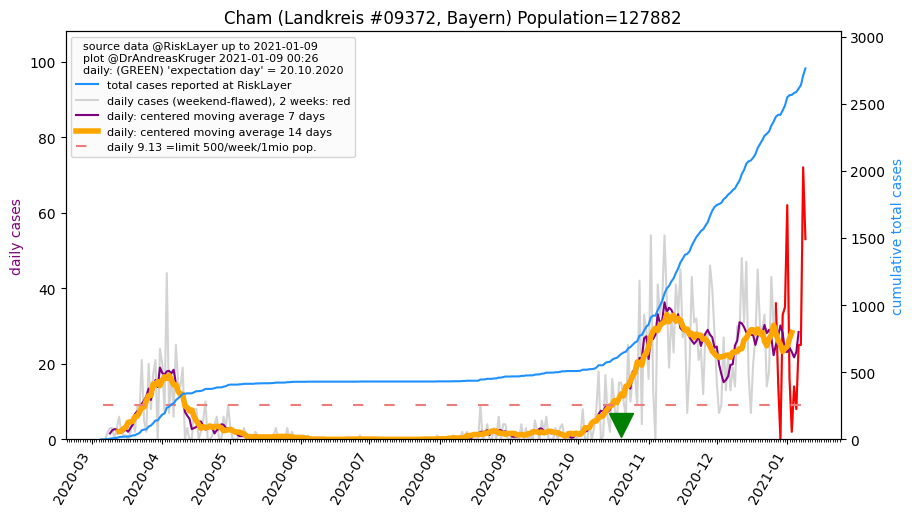 Cham (Landkreis #09372, Bayern) Population=127882
source data @RiskLayer up to 2021-01-09
plot @DrAndreasKruger 2021-01-09 00:26
daily: (GREEN) 'expectation day' = 20.10.2020
total cases reported at RiskLayer
daily cases (weekend-flawed), 2 weeks: red
daily: centered moving average 7 days
daily: centered moving average 14 days
daily 9.13 =limit 500/week/1mio pop.
daily cases
100
80
60
40
20
0
cumulative total cases
3000
2500
2000
1500
1000
500
0
2020-03
2020-04
2020-05
2020-06
2020-07
2020-08
2020-09
2020-10
2020-11
2020-12
2021-01